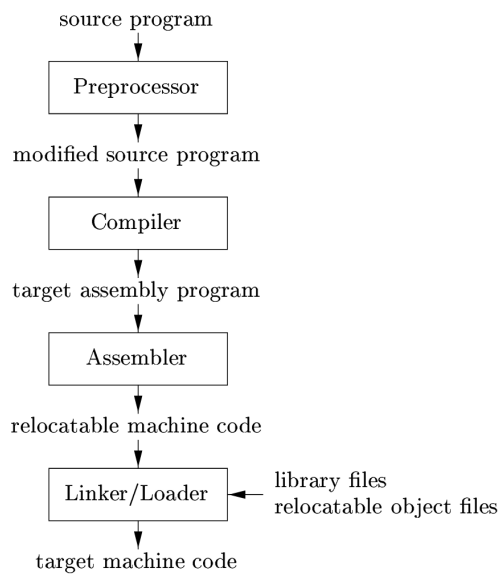 source program
Preprocessor
modified source program
Compiler
target assembly program
Assembler
relocatable machine code
Linker/Loader
library files
relocatable object files
target machine code